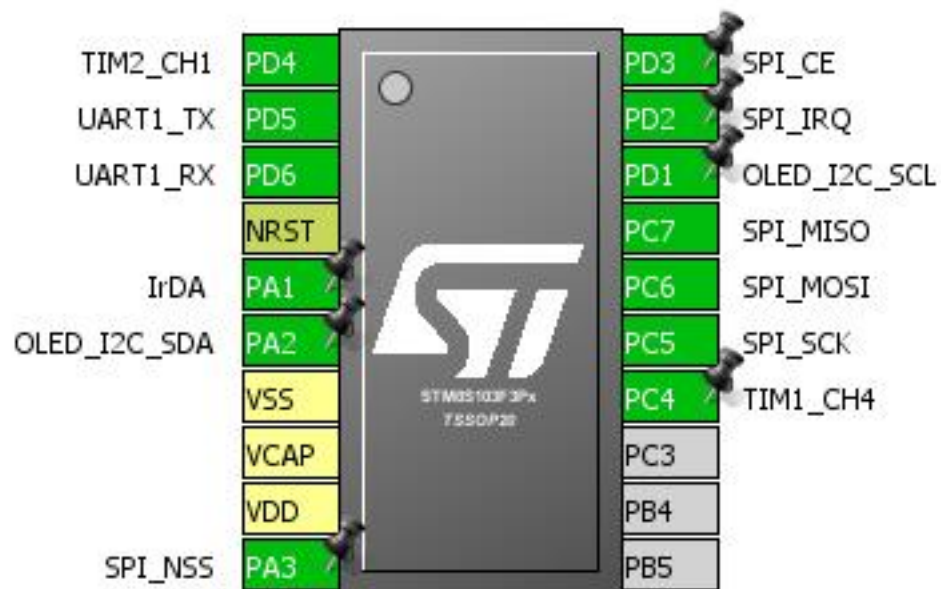 TIM2_CH1 PD4 PD3 SPI_CE
UART1_TX PD5 PD2 SPI_IRQ
UART1_RX PD6 PD1 OLED_I2C_SCL
NRST PC7 SPI_MISO
IrDA PA1 PC6 SPI_MOSI
OLED_I2C_SDA PA2 PC5 SPI_SCK
VSS STM8S103F3Px PC4 TIM1_CH4
TSSOP20
VCAP PC3
VDD PB4
SPI_NSS PA3 PB5